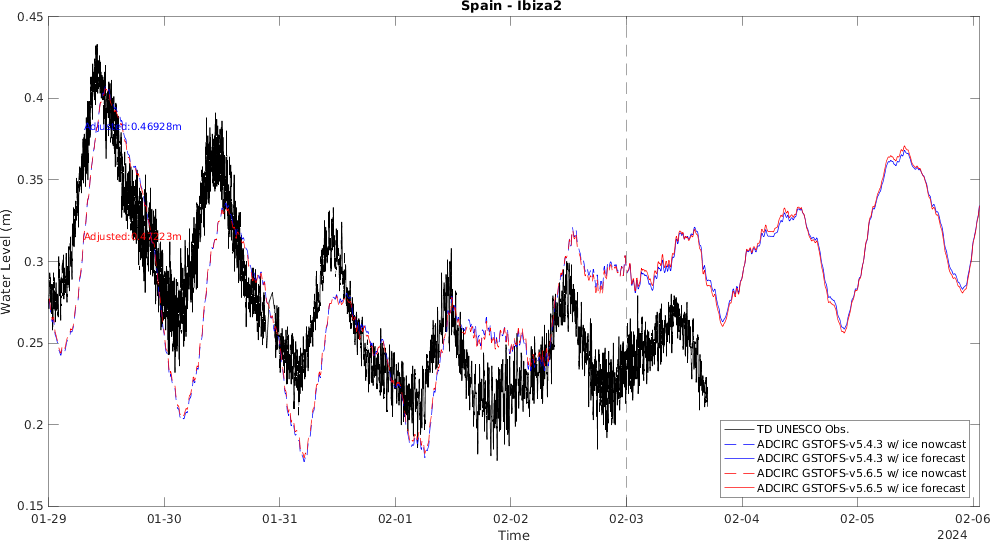 Spain - Ibiza2
0.45
0.4
0.35
0.3
0.25
0.2
0.15
Water Level (m)
Adjusted:0.46928m
TD UNESCO Obs.
ADCIRC GSTOFS-v5.4.3 w/ ice nowcast
ADCIRC GSTOFS-v5.4.3 w/ ice forecast
ADCIRC GSTOFS-v5.6.5 w/ ice nowcast
ADCIRC GSTOFS-v5.6.5 w/ ice forecast
01-29 01-30 01-31 02-01 02-02 02-03 02-04 02-05 02-06
Time
2024